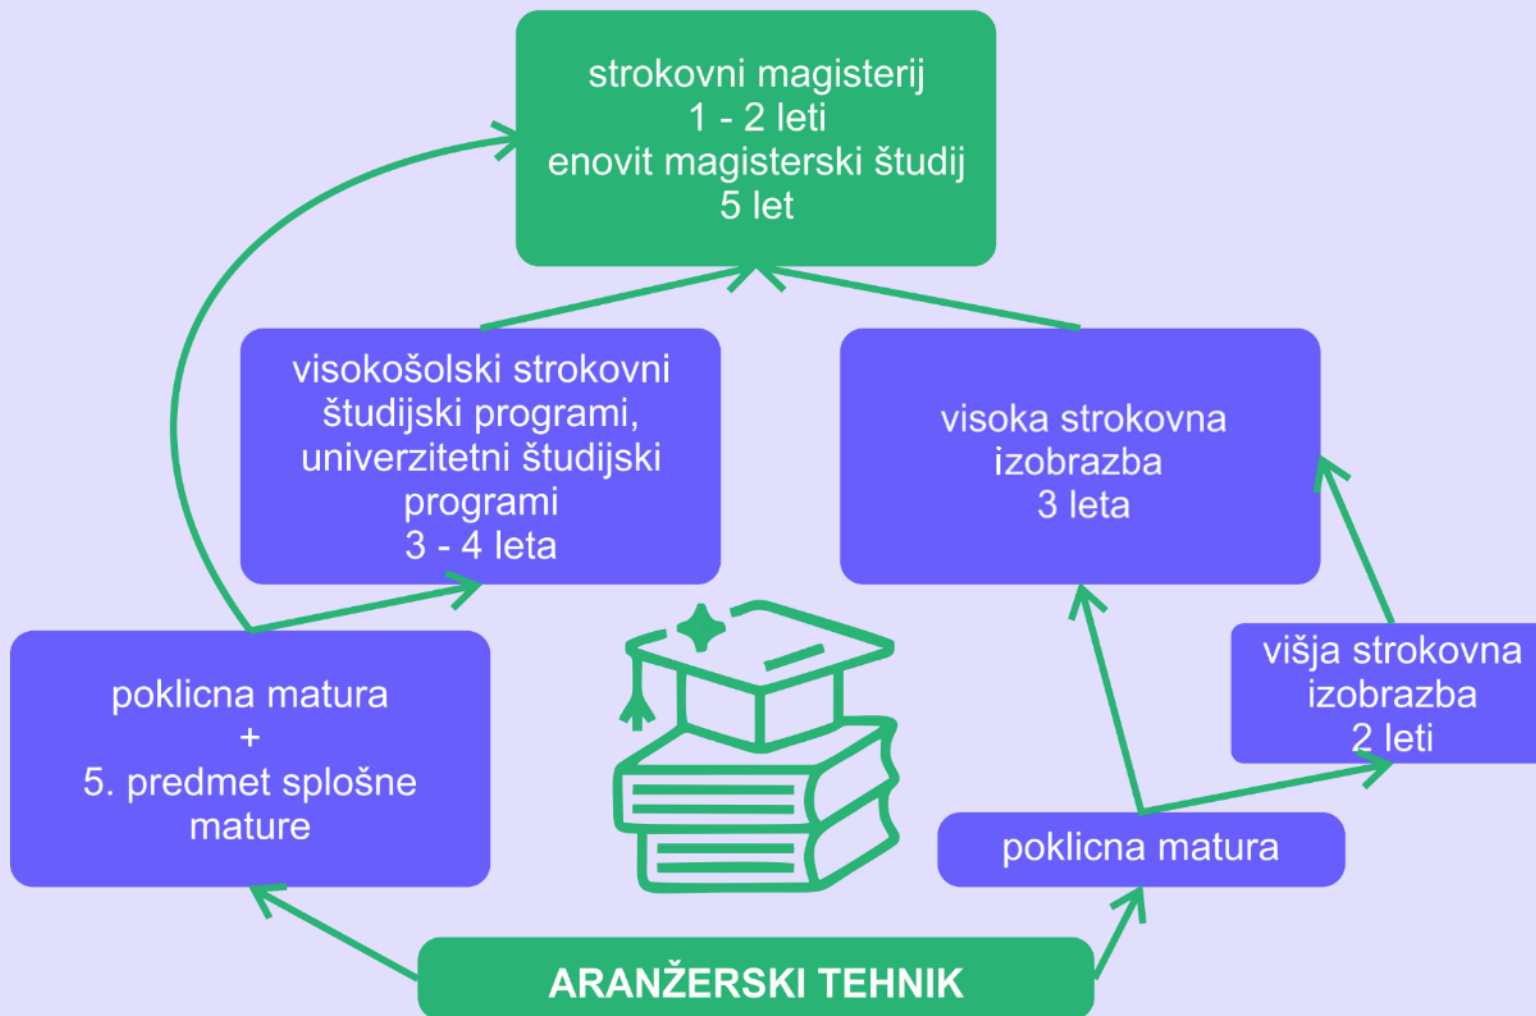 strokovni magisterij
1 - 2 leti
enovit magisterski študij
5 let
visokošolski strokovni
študijski programi,
univerzitetni študijski
programi
3 - 4 leta
visoka strokovna
izobrazba
3 leta
poklicna matura
+
5. predmet splošne
mature
višja strokovna
izobrazba
2 leti
poklicna matura
ARANŽERSKI TEHNIK